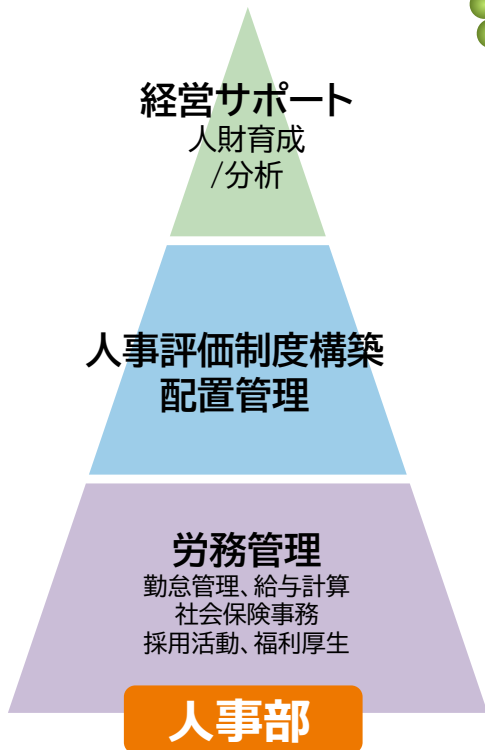 経営サポート
人財育成
/分析
人事評価制度構築
配置管理
労務管理
勤怠管理、給与計算
社会保険事務
採用活動、福利厚生
人事部